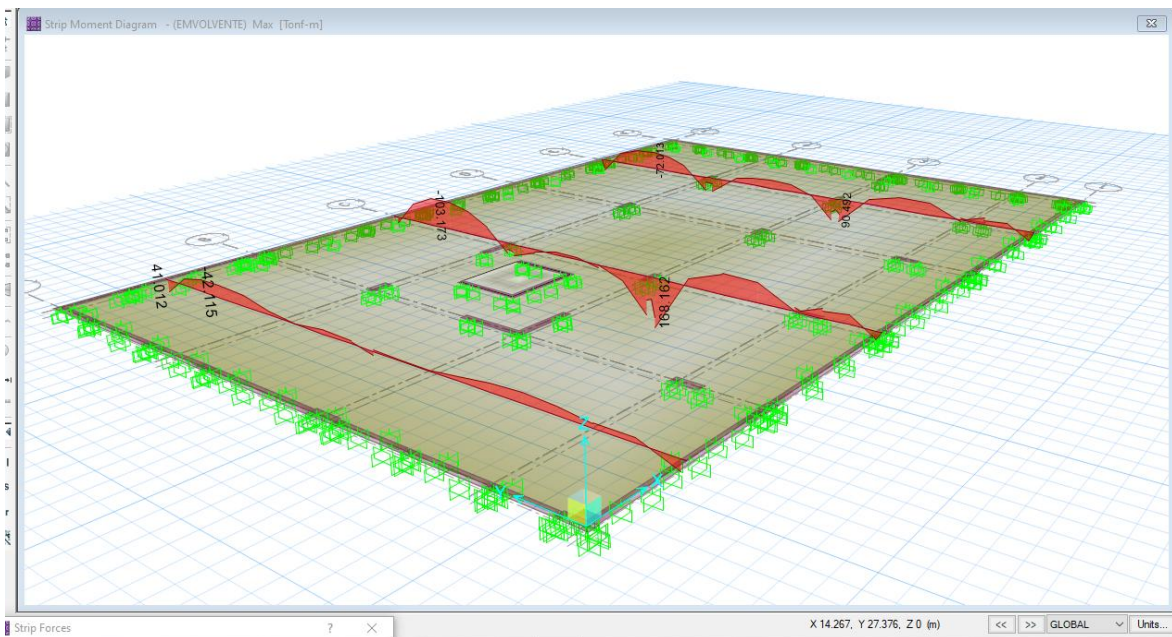 Strip Moment Diagram - (EMVOLVENTE) Max [Tonf-m]
-72.013
90.492
-103.173
168.162
41.012
-42.115
Z
Y
X
Strip Forces ?
X 14.267, Y 27.376, Z 0 (m)
<< >> GLOBAL Units...